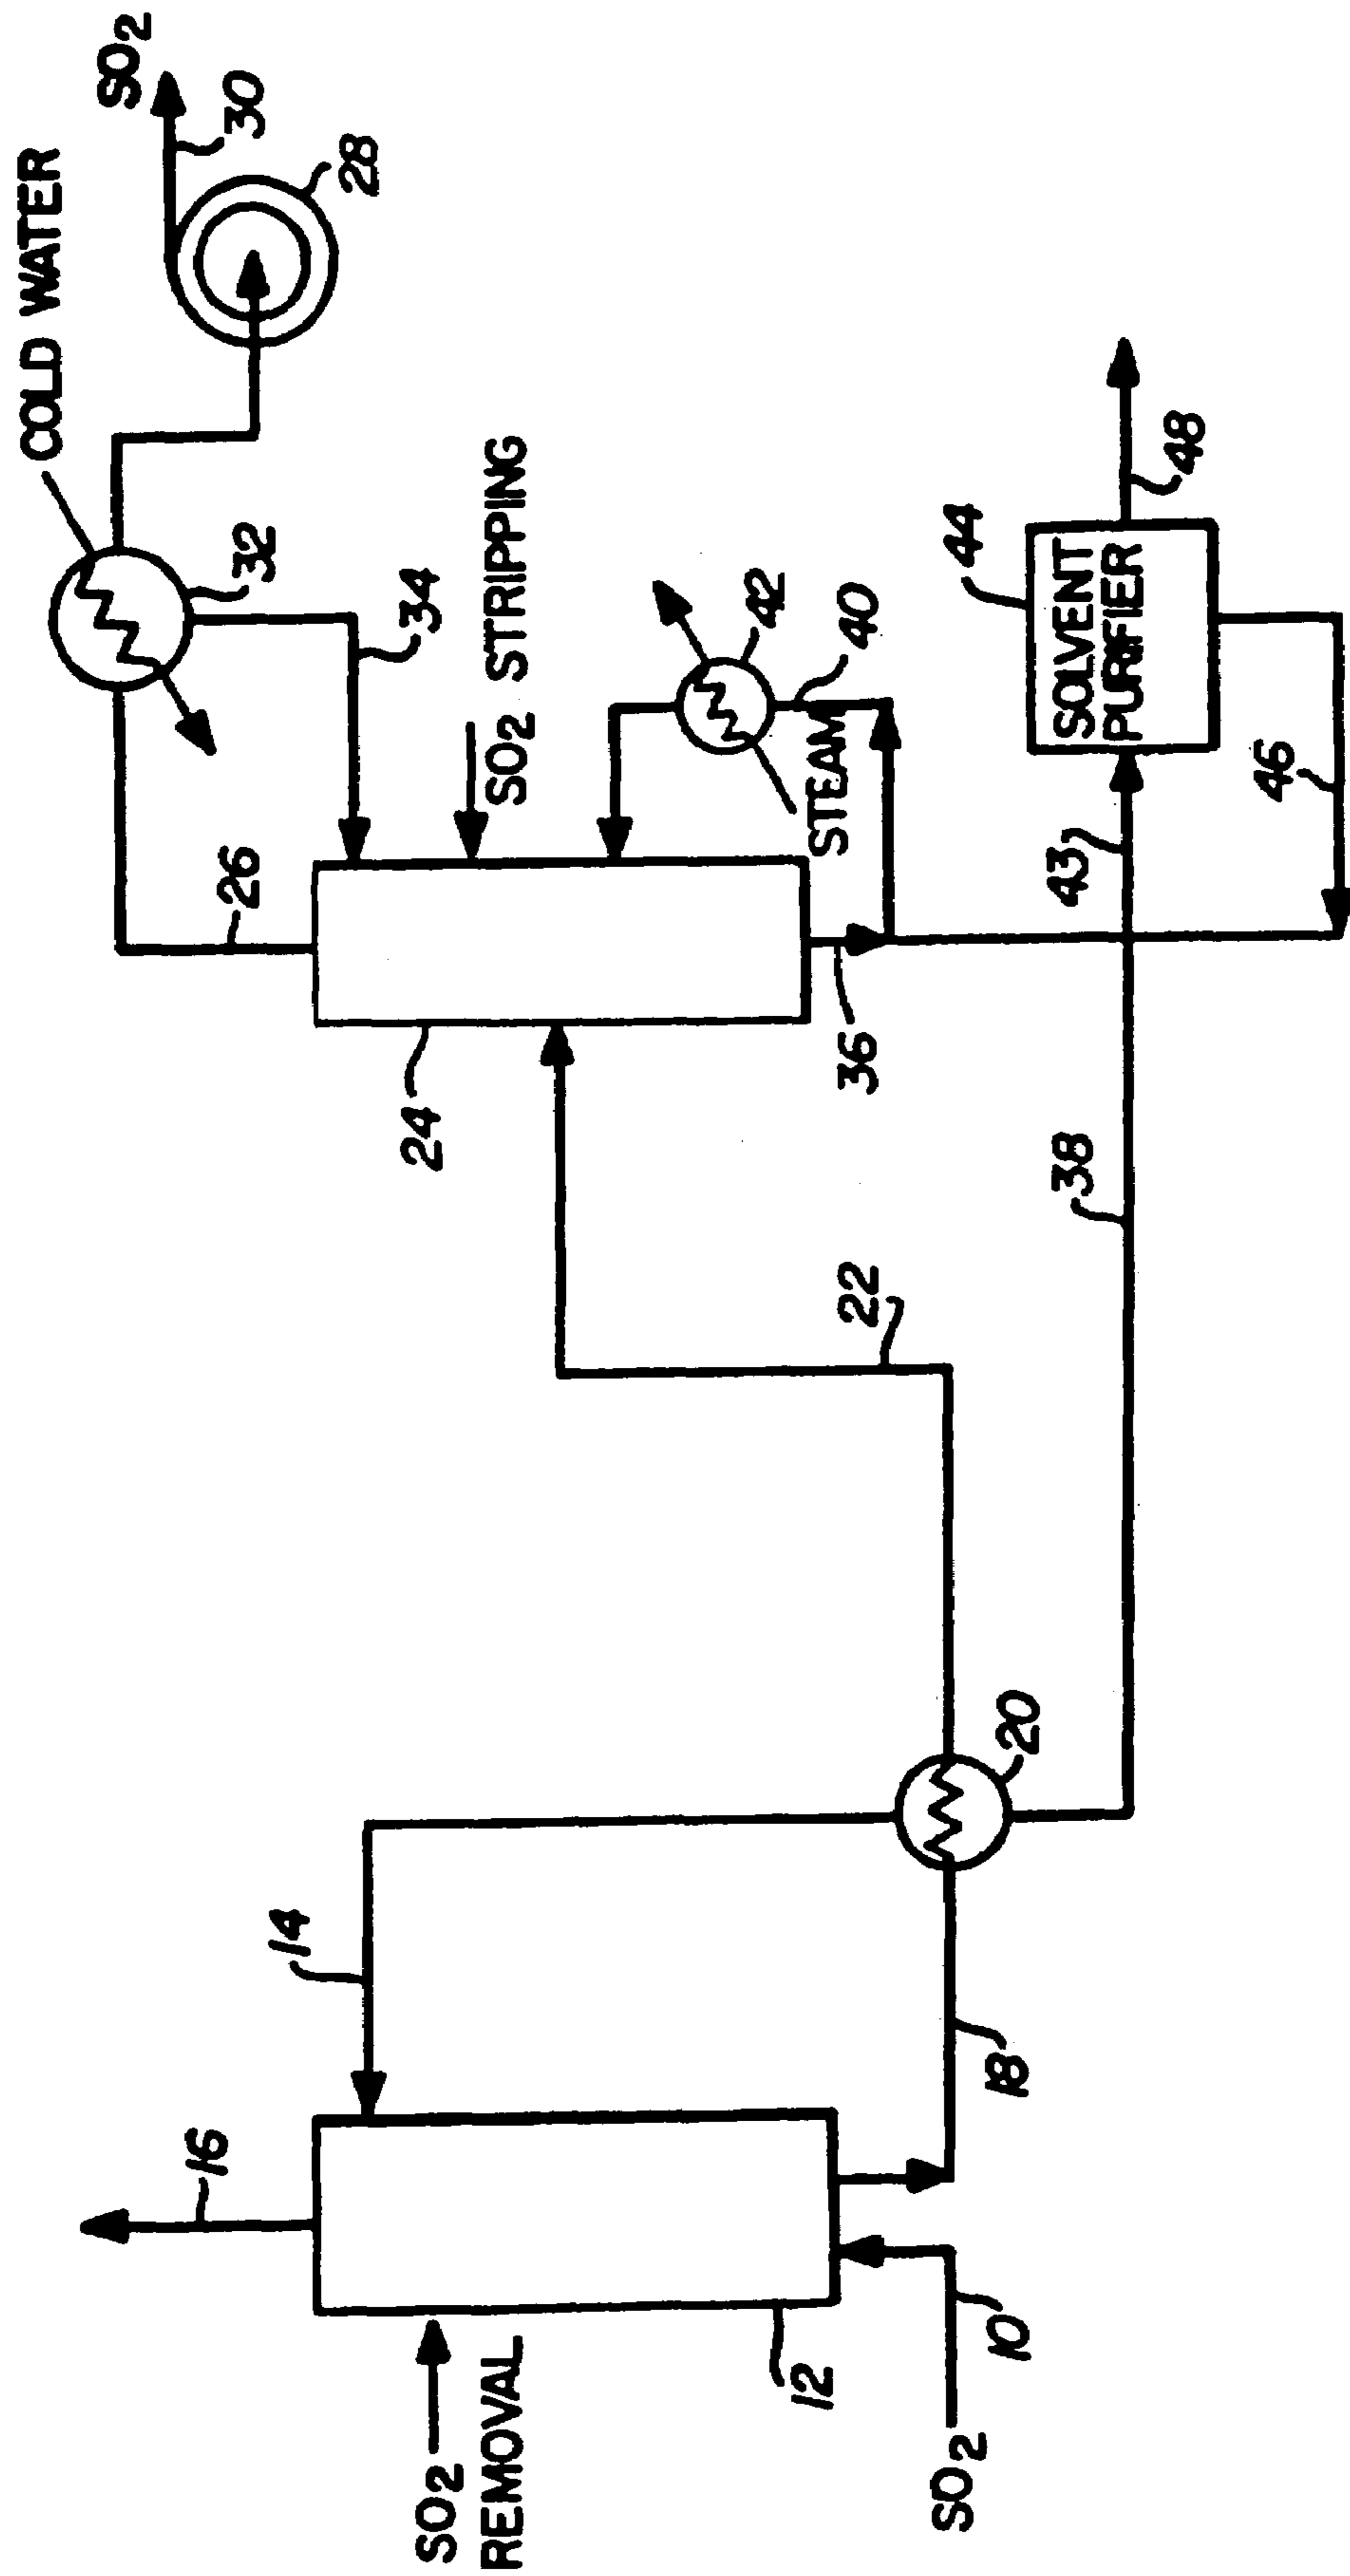 SO2
30
28
COLD WATER
32
34
26
SO2 STRIPPING
42
40
STEAM
24
36
44
SOLVENT
PURIFIER
48
46
43
38
22
20
14
16
18
12
10
SO2
REMOVAL
SO2